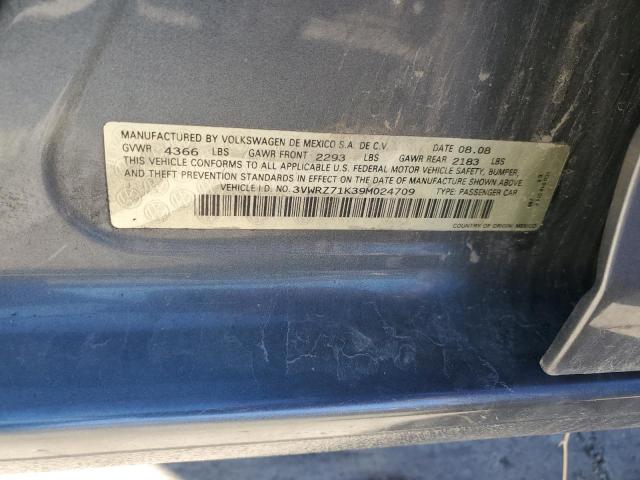 MANUFACTURED BY VOLKSWAGEN DE MEXICO S.A. DE C.V. DATE 08.08
GVWR 4366 LBS GAWR FRONT 2293 LBS GAWR REAR 2183 LBS
THIS VEHICLE CONFORMS TO ALL APPLICABLE U.S. FEDERAL MOTOR VEHICLE SAFETY, BUMPER,
AND THEFT PREVENTION STANDARDS IN EFFECT ON THE DATE OF MANUFACTURE SHOWN ABOVE.
VEHICLE I.D. NO. 3VWRZ71K39M024709 TYPE: PASSENGER CAR
COUNTRY OF ORIGIN: MEXICO